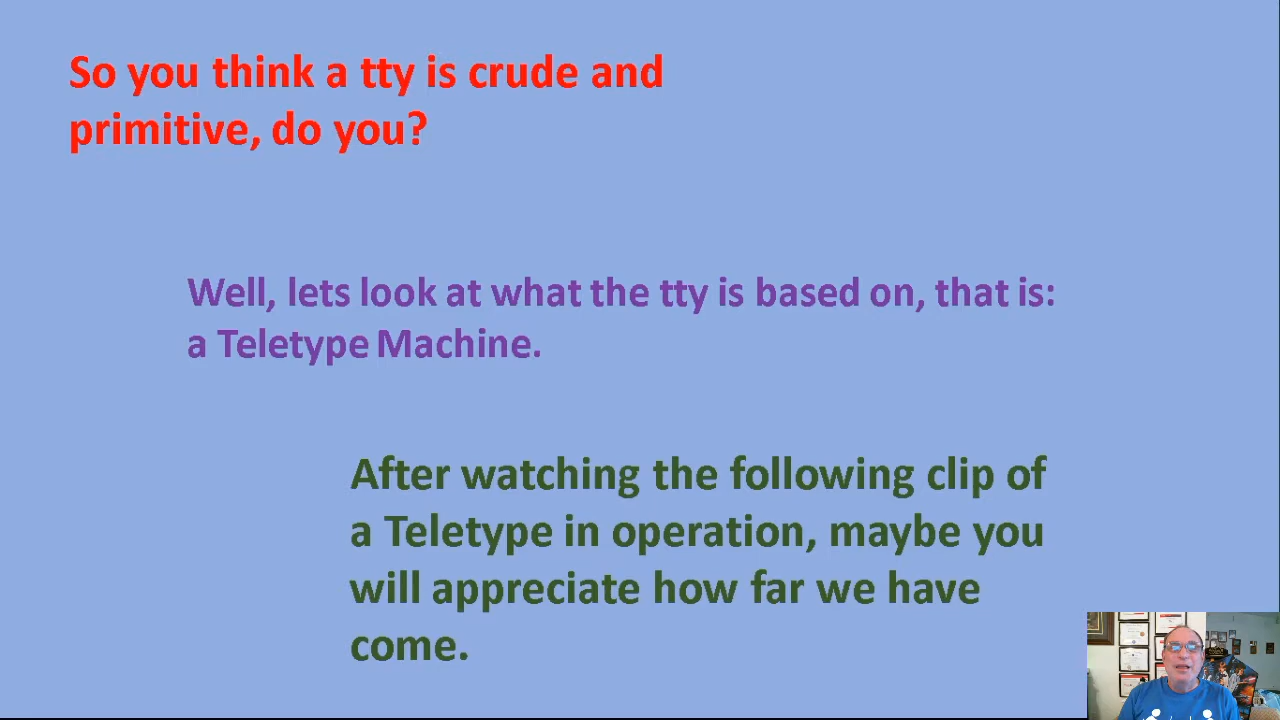 So you think a tty is crude and
primitive, do you?
Well, lets look at what the tty is based on, that is:
a Teletype Machine.
After watching the following clip of
a Teletype in operation, maybe you
will appreciate how far we have
come.